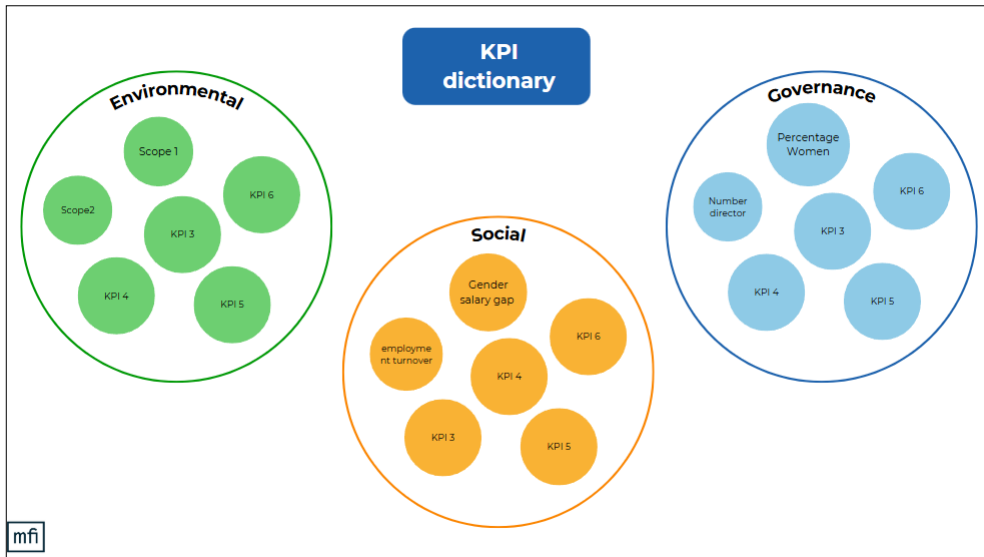 KPI
dictionary
Environmental
Scope 1
Scope2
KPI 6
KPI 3
KPI 4
KPI 5
Social
Gender
salary gap
employme
nt turnover
KPI 6
KPI 4
KPI 3
KPI 5
Governance
Percentage
Women
Number
director
KPI 6
KPI 3
KPI 4
KPI 5
mfi